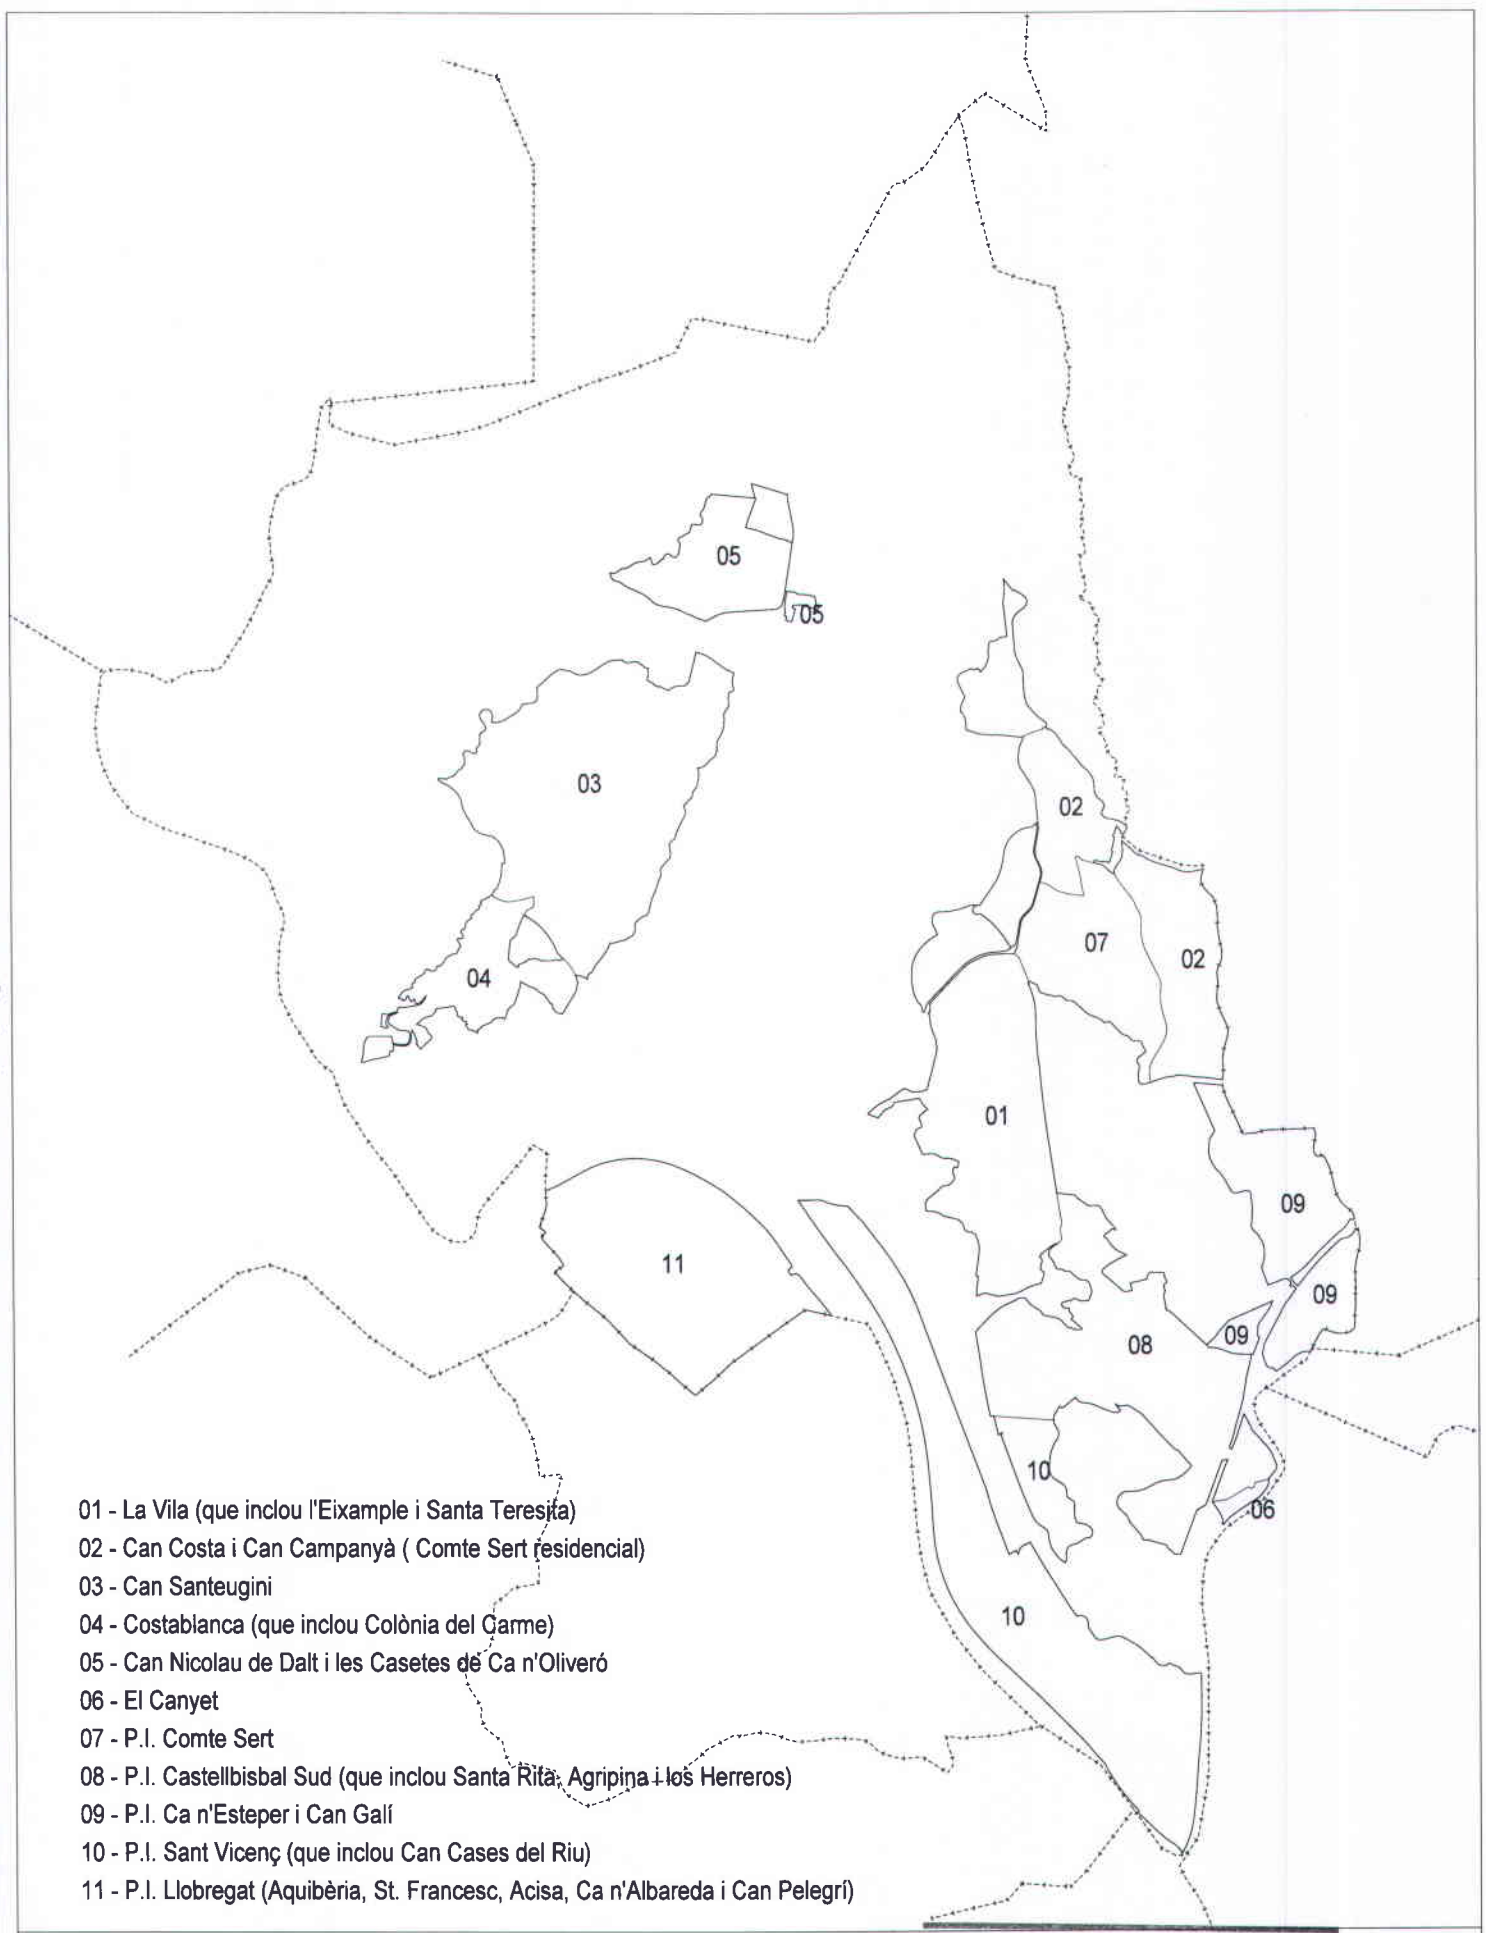 05
05
03
02
07
02
04
01
09
11
09
09
08
10
06
10
01 - La Vila (que inclou l'Eixample i Santa Teresita)
02 - Can Costa i Can Campanyà ( Comte Sert residencial)
03 - Can Santeugini
04 - Costablanca (que inclou Colònia del Carme)
05 - Can Nicolau de Dalt i les Casetes de Ca n'Oliveró
06 - El Canyet
07 - P.I. Comte Sert
08 - P.I. Castellbisbal Sud (que inclou Santa Rita, Agripina i los Herreros)
09 - P.I. Ca n'Esteper i Can Galí
10 - P.I. Sant Vicenç (que inclou Can Cases del Riu)
11 - P.I. Llobregat (Aquibèria, St. Francesc, Acisa, Ca n'Albareda i Can Pelegrí)